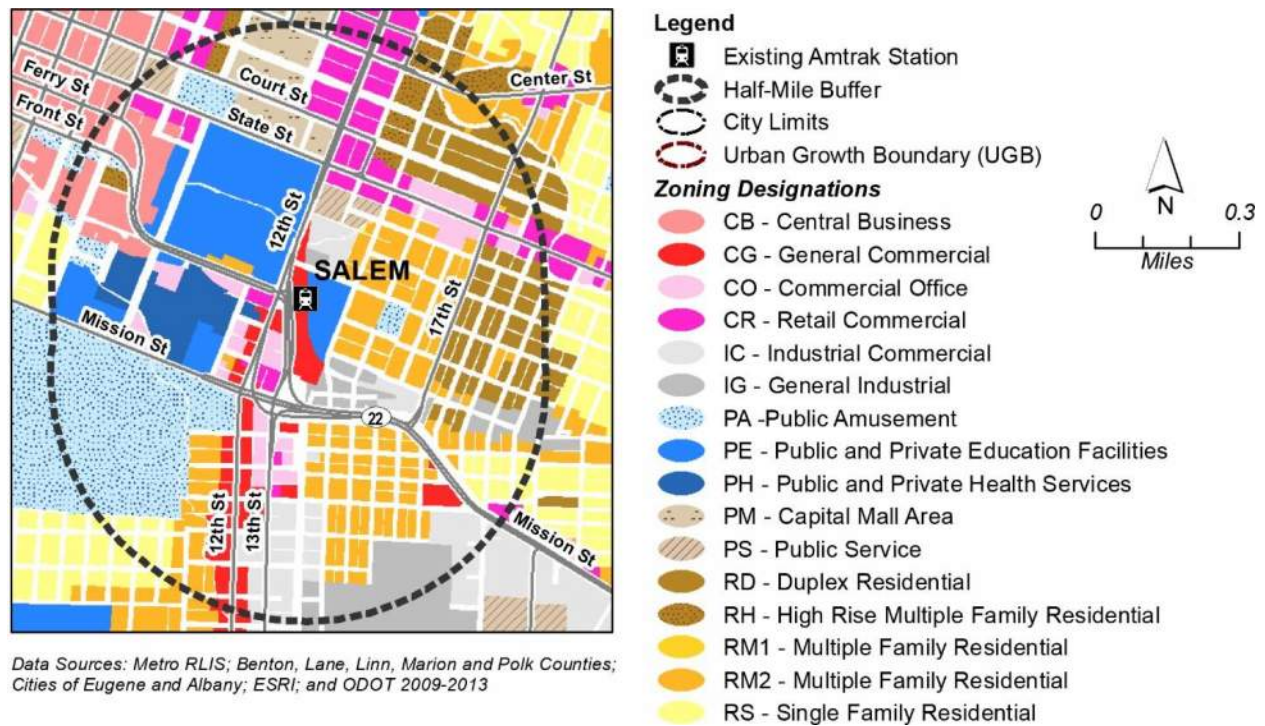 Ferry St
Front St
Court St
State St
Center St
12th St
SALEM
17th St
Mission St
22
12th St
13th St
Mission St
Data Sources: Metro RLIS; Benton, Lane, Linn, Marion and Polk Counties;
Cities of Eugene and Albany; ESRI; and ODOT 2009-2013
Legend
Existing Amtrak Station
Half-Mile Buffer
City Limits
Urban Growth Boundary (UGB)
Zoning Designations
CB - Central Business
CG - General Commercial
CO - Commercial Office
CR - Retail Commercial
IC - Industrial Commercial
IG - General Industrial
PA -Public Amusement
PE - Public and Private Education Facilities
PH - Public and Private Health Services
PM - Capital Mall Area
PS - Public Service
RD - Duplex Residential
RH - High Rise Multiple Family Residential
RM1 - Multiple Family Residential
RM2 - Multiple Family Residential
RS - Single Family Residential
N
0 0.3
Miles